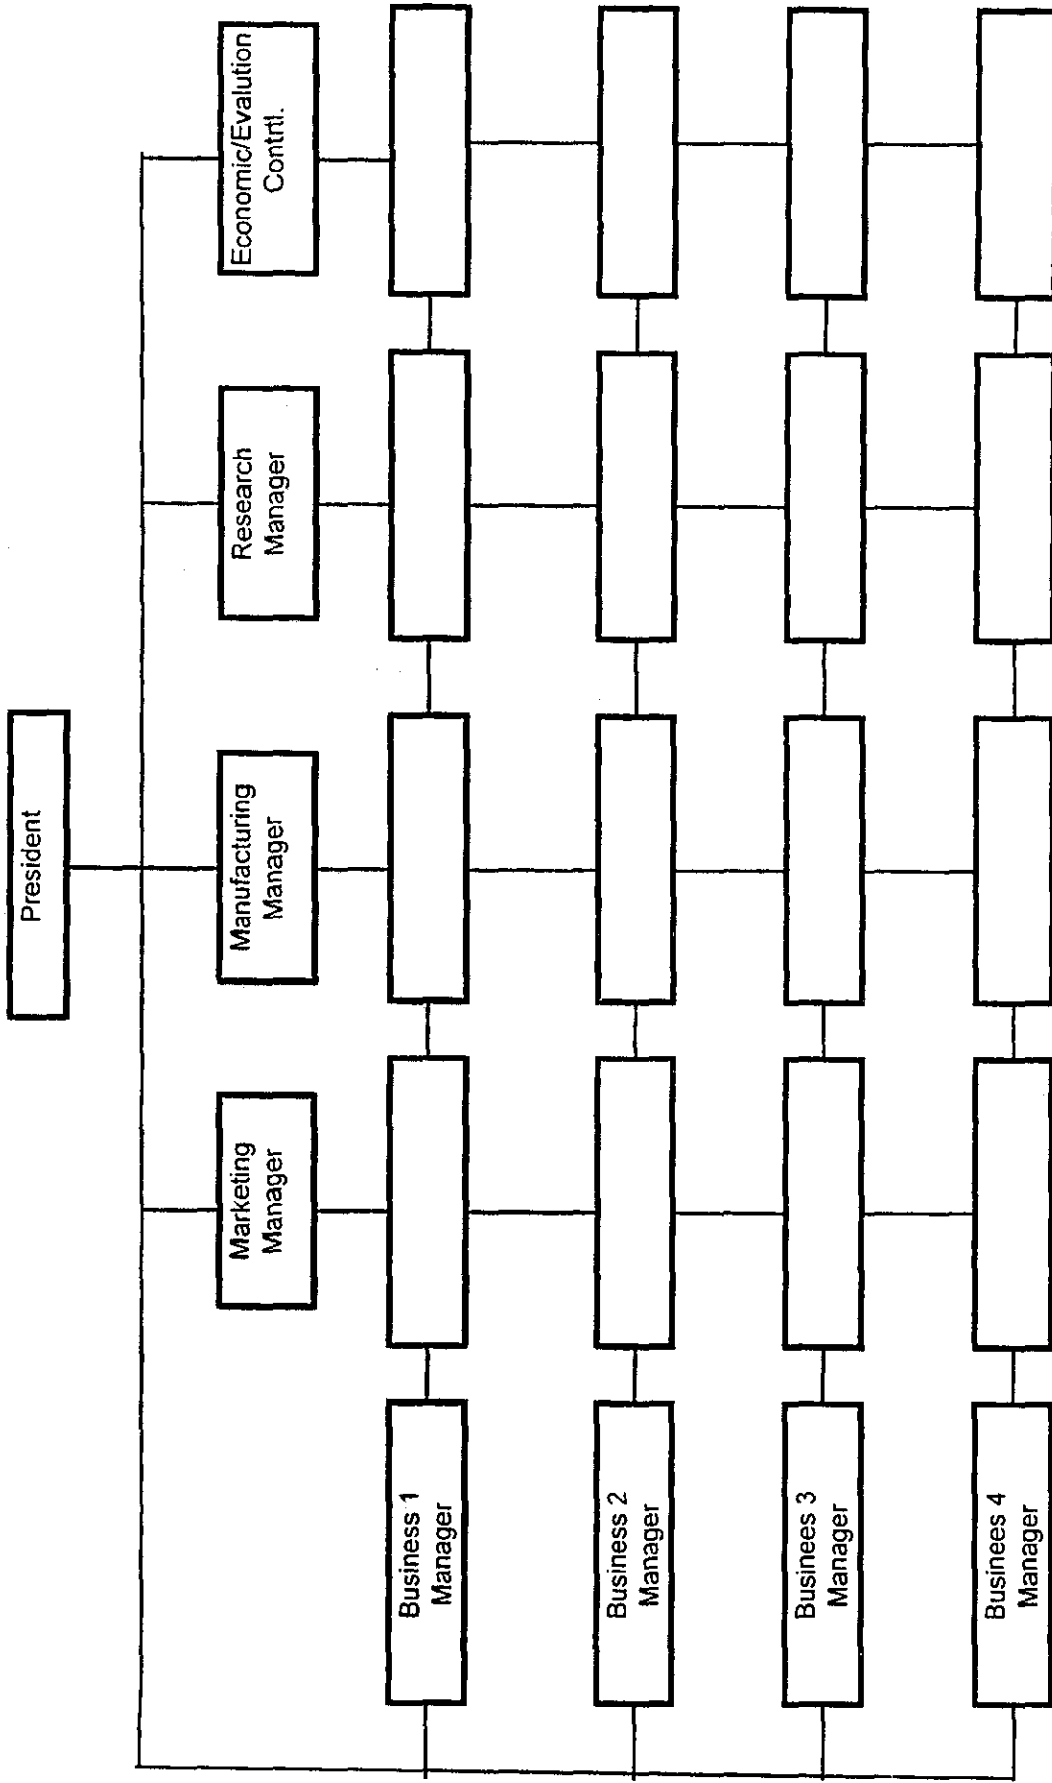 President
Marketing
Manager
Manufacturing
Manager
Research
Manager
Economic/Evalution
Contrtl.
Business 1
Manager
Business 2
Manager
Businees 3
Manager
Businees 4
Manager